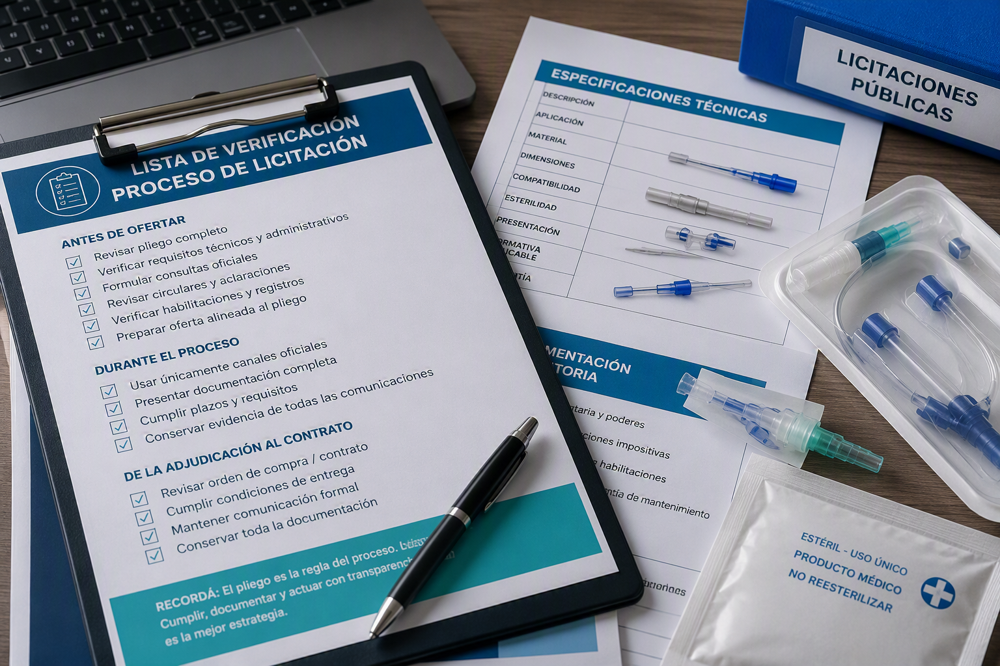 LISTA DE VERIFICACIÓN
PROCESO DE LICITACIÓN
ANTES DE OFERTAR
Revisar pliego completo
Verificar requisitos técnicos y administrativos
Formular consultas oficiales
Revisar circulares y aclaraciones
Verificar habilitaciones y registros
Preparar oferta alineada al pliego
DURANTE EL PROCESO
Usar únicamente canales oficiales
Presentar documentación completa
Cumplir plazos y requisitos
Conservar evidencia de todas las comunicaciones
DE LA ADJUDICACIÓN AL CONTRATO
Revisar orden de compra / contrato
Cumplir condiciones de entrega
Mantener comunicación formal
Conservar toda la documentación
RECORDÁ: El pliego es la regla del proceso.
Cumplir, documentar y actuar con
es la mejor estrategia.
ESPECIFICACIONES TÉCNICAS
DESCRIPCIÓN
APLICACIÓN
MATERIAL
DIMENSIONES
COMPATIBILIDAD
ESTERILIDAD
PRESENTACIÓN
LICITACIONES
PÚBLICAS
MENTACIÓN
TORIA
y poderes
impositivas
habilitaciones
de mantenimiento
ESTÉRIL - USO ÚNICO
PRODUCTO MÉDICO
NO REESTERILIZAR